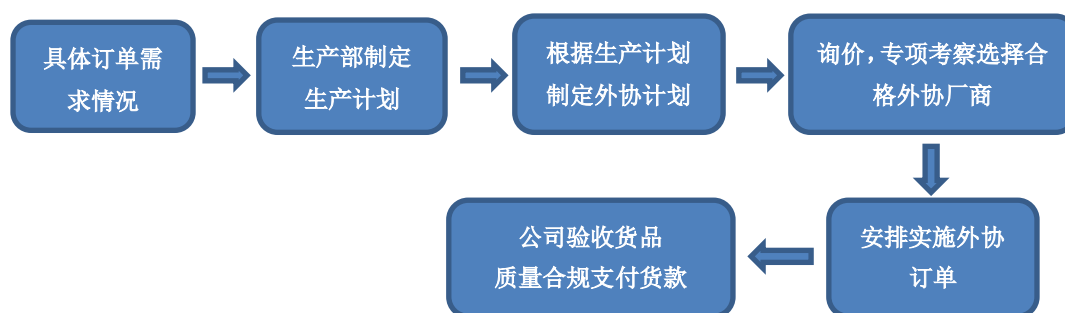 具体订单需
求情况
生产部制定
生产计划
根据生产计划
制定外协计划
询价，专项考察选择合
格外协厂商
安排实施外协
订单
公司验收货品
质量合规支付货款